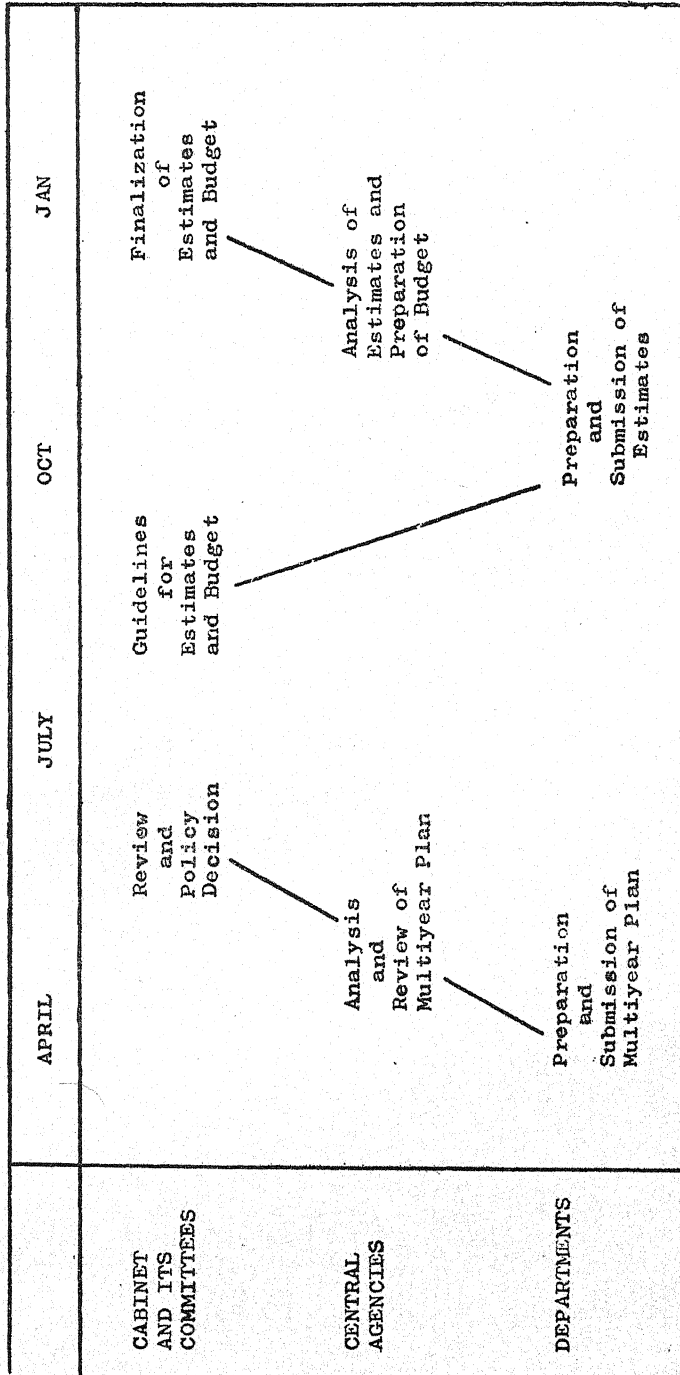 APRIL JULY OCT JAN
CABINET
AND ITS
COMMITTEES
Review
and
Policy
Decision
Guidelines
for
Estimates
and Budget
Finalization
of
Estimates
and Budget
CENTRAL
AGENCIES
Analysis
and
Review of
Multiyear Plan
Analysis of
Estimates and
Preparation
of Budget
DEPARTMENTS
Preparation
and
Submission of
Multiyear Plan
Preparation
and
Submission of
Estimates